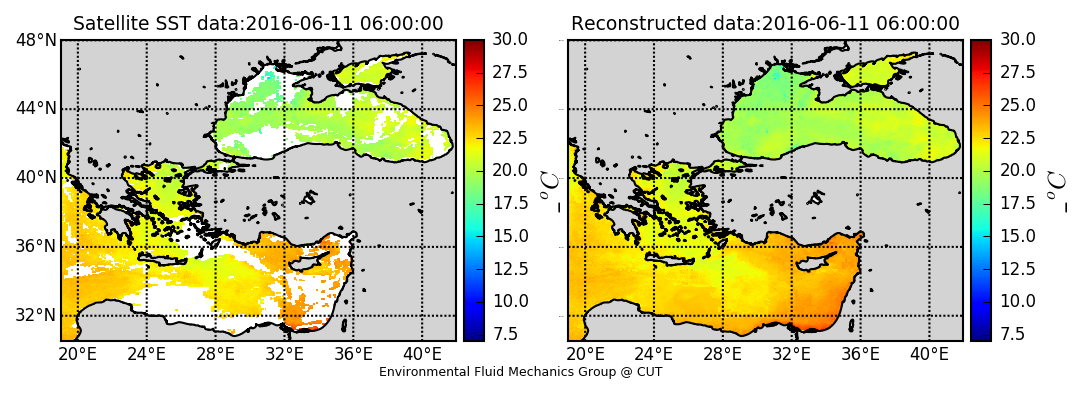 Satellite SST data:2016-06-11 06:00:00
Reconstructed data:2016-06-11 06:00:00
48°N
44°N
40°N
36°N
32°N
20°E 24°E 28°E 32°E 36°E 40°E
30.0
27.5
25.0
22.5
20.0
17.5
15.0
12.5
10.0
7.5
_ °C
20°E 24°E 28°E 32°E 36°E 40°E
30.0
27.5
25.0
22.5
20.0
17.5
15.0
12.5
10.0
7.5
_ °C
Environmental Fluid Mechanics Group @ CUT